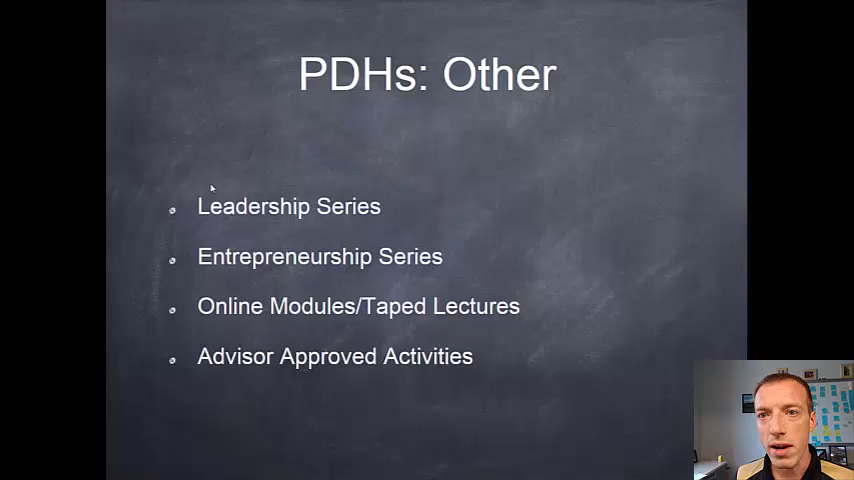 PDHs: Other
Leadership Series
Entrepreneurship Series
Online Modules/Taped Lectures
Advisor Approved Activities